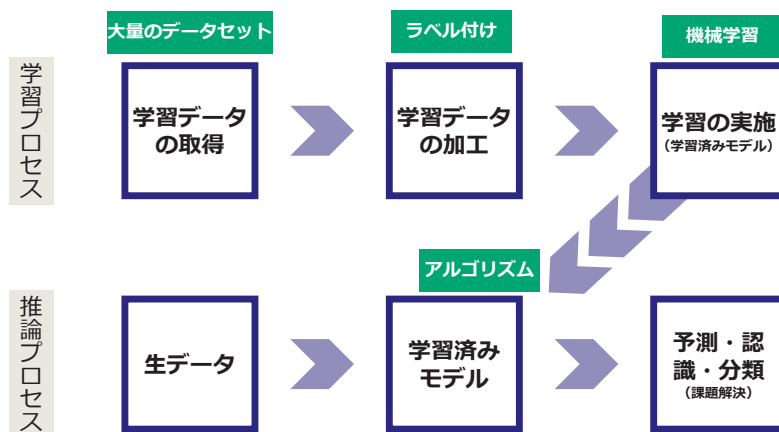 大量のデータセット
ラベル付け
機械学習
学習プロセス
学習データ
の取得
学習データ
の加工
学習の実施
(学習済みモデル)
アルゴリズム
推論プロセス
生データ
学習済み
モデル
予測・認
識・分類
(課題解決)